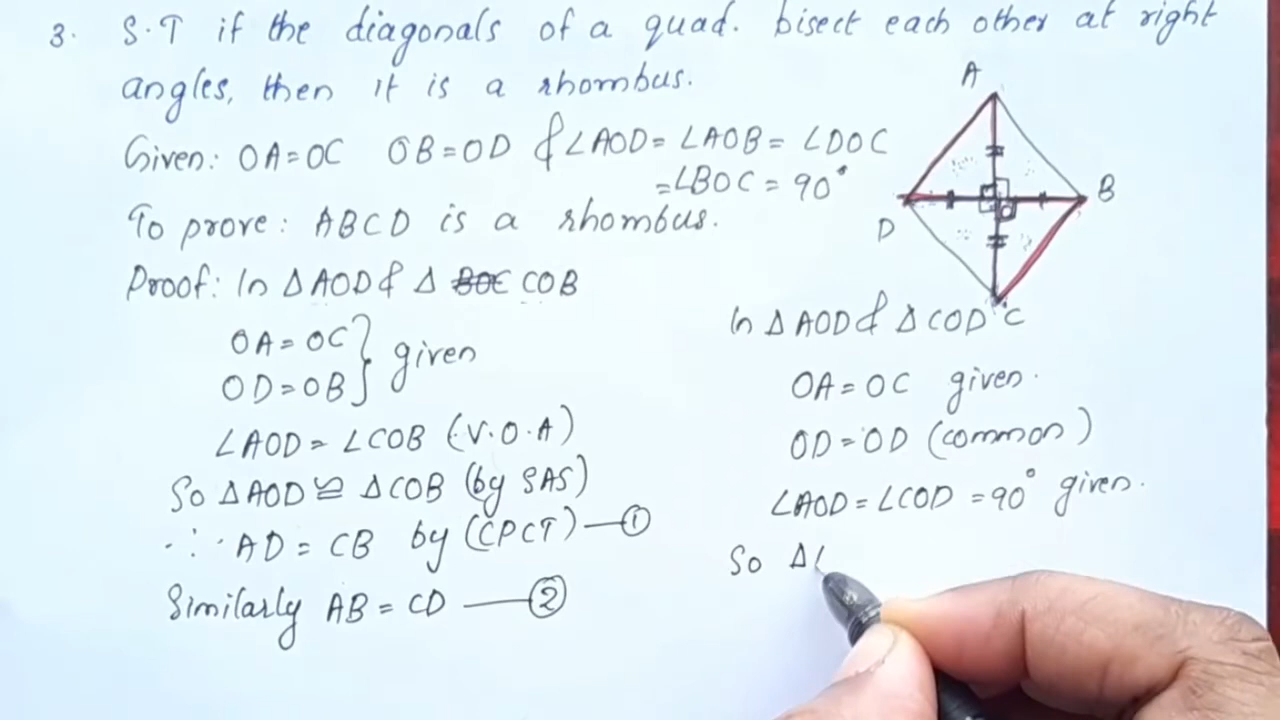 3. S.T if the diagonals of a quad. bisect each other at right
angles, then it is a rhombus.
Given: OA=OC OB=OD & ∠AOD= ∠AOB= ∠DOC
=∠BOC = 90°
To prove: ABCD is a rhombus.
Proof: In Δ AOD & Δ BOC COB
OA= OC } given
OD=OB
∠AOD= ∠COB (V.O.A)
So ΔAOD ≅ ΔCOB (by SAS)
∴ AD = CB by (CPCT) — ①
Similarly AB = CD — ②
A
B
D
O
C
In Δ AOD & Δ COD
OA = OC given.
OD=OD (common)
∠AOD = ∠COD = 90° given.
So Δ